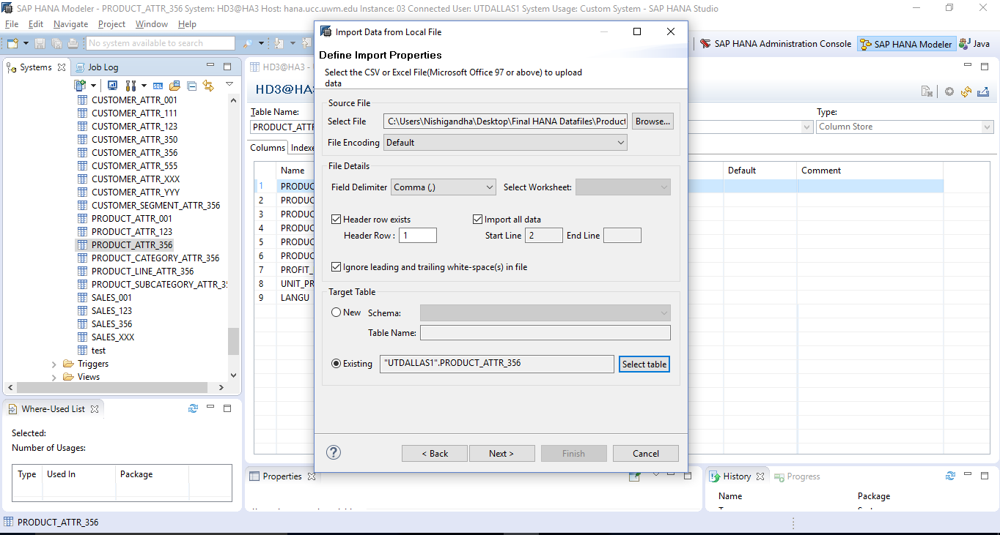 SAP HANA Modeler - PRODUCT_ATTR_356 System: HD3@HA3 Host: hana.ucc.uwm.edu Instance: 03 Connected User: UTDALLAS1 System Usage: Custom System - SAP HANA Studio
File Edit Navigate Project Window Help
No system available to search
SAP HANA Administration Console SAP HANA Modeler Java
Systems Job Log
SQL
CUSTOMER_ATTR_001
CUSTOMER_ATTR_111
CUSTOMER_ATTR_123
CUSTOMER_ATTR_350
CUSTOMER_ATTR_356
CUSTOMER_ATTR_555
CUSTOMER_ATTR_XXX
CUSTOMER_ATTR_YYY
CUSTOMER_SEGMENT_ATTR_356
PRODUCT_ATTR_001
PRODUCT_ATTR_123
PRODUCT_ATTR_356
PRODUCT_CATEGORY_ATTR_356
PRODUCT_LINE_ATTR_356
PRODUCT_SUBCATEGORY_ATTR_3
SALES_001
SALES_123
SALES_356
SALES_XXX
test
Triggers
Views
Where-Used List
Selected:
Number of Usages:
Type Used In Package
HD3@HA3 -
HD3@HA3
Table Name:
PRODUCT_ATTR
Type:
Column Store
Columns Indexe
Name Default Comment
1 PRODUC
2 PRODUC
3 PRODUC
4 PRODUC
5 PRODUC
6 PRODUC
7 PROFIT_
8 UNIT_PR
9 LANGU
Import Data from Local File
Define Import Properties
Select the CSV or Excel File(Microsoft Office 97 or above) to upload
data
Source File
Select File C:\Users\Nishigandha\Desktop\Final HANA Datafiles\Product Browse...
File Encoding Default
File Details
Field Delimiter Comma (,) Select Worksheet:
Header row exists Import all data
Header Row : 1 Start Line 2 End Line
Ignore leading and trailing white-space(s) in file
Target Table
New Schema:
Table Name:
Existing "UTDALLAS1".PRODUCT_ATTR_356 Select table
? < Back Next > Finish Cancel
Properties
History Progress
Name Package
PRODUCT_ATTR_356